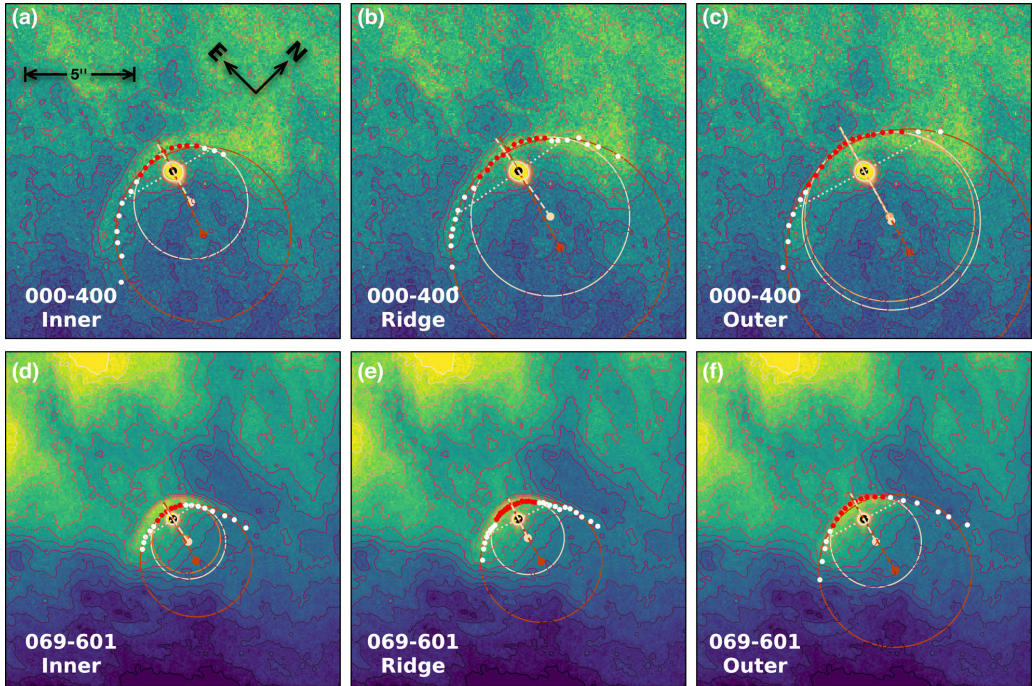 (a)
E
N
5"
000-400
Inner
(b)
000-400
Ridge
(c)
000-400
Outer
(d)
069-601
Inner
(e)
069-601
Ridge
(f)
069-601
Outer